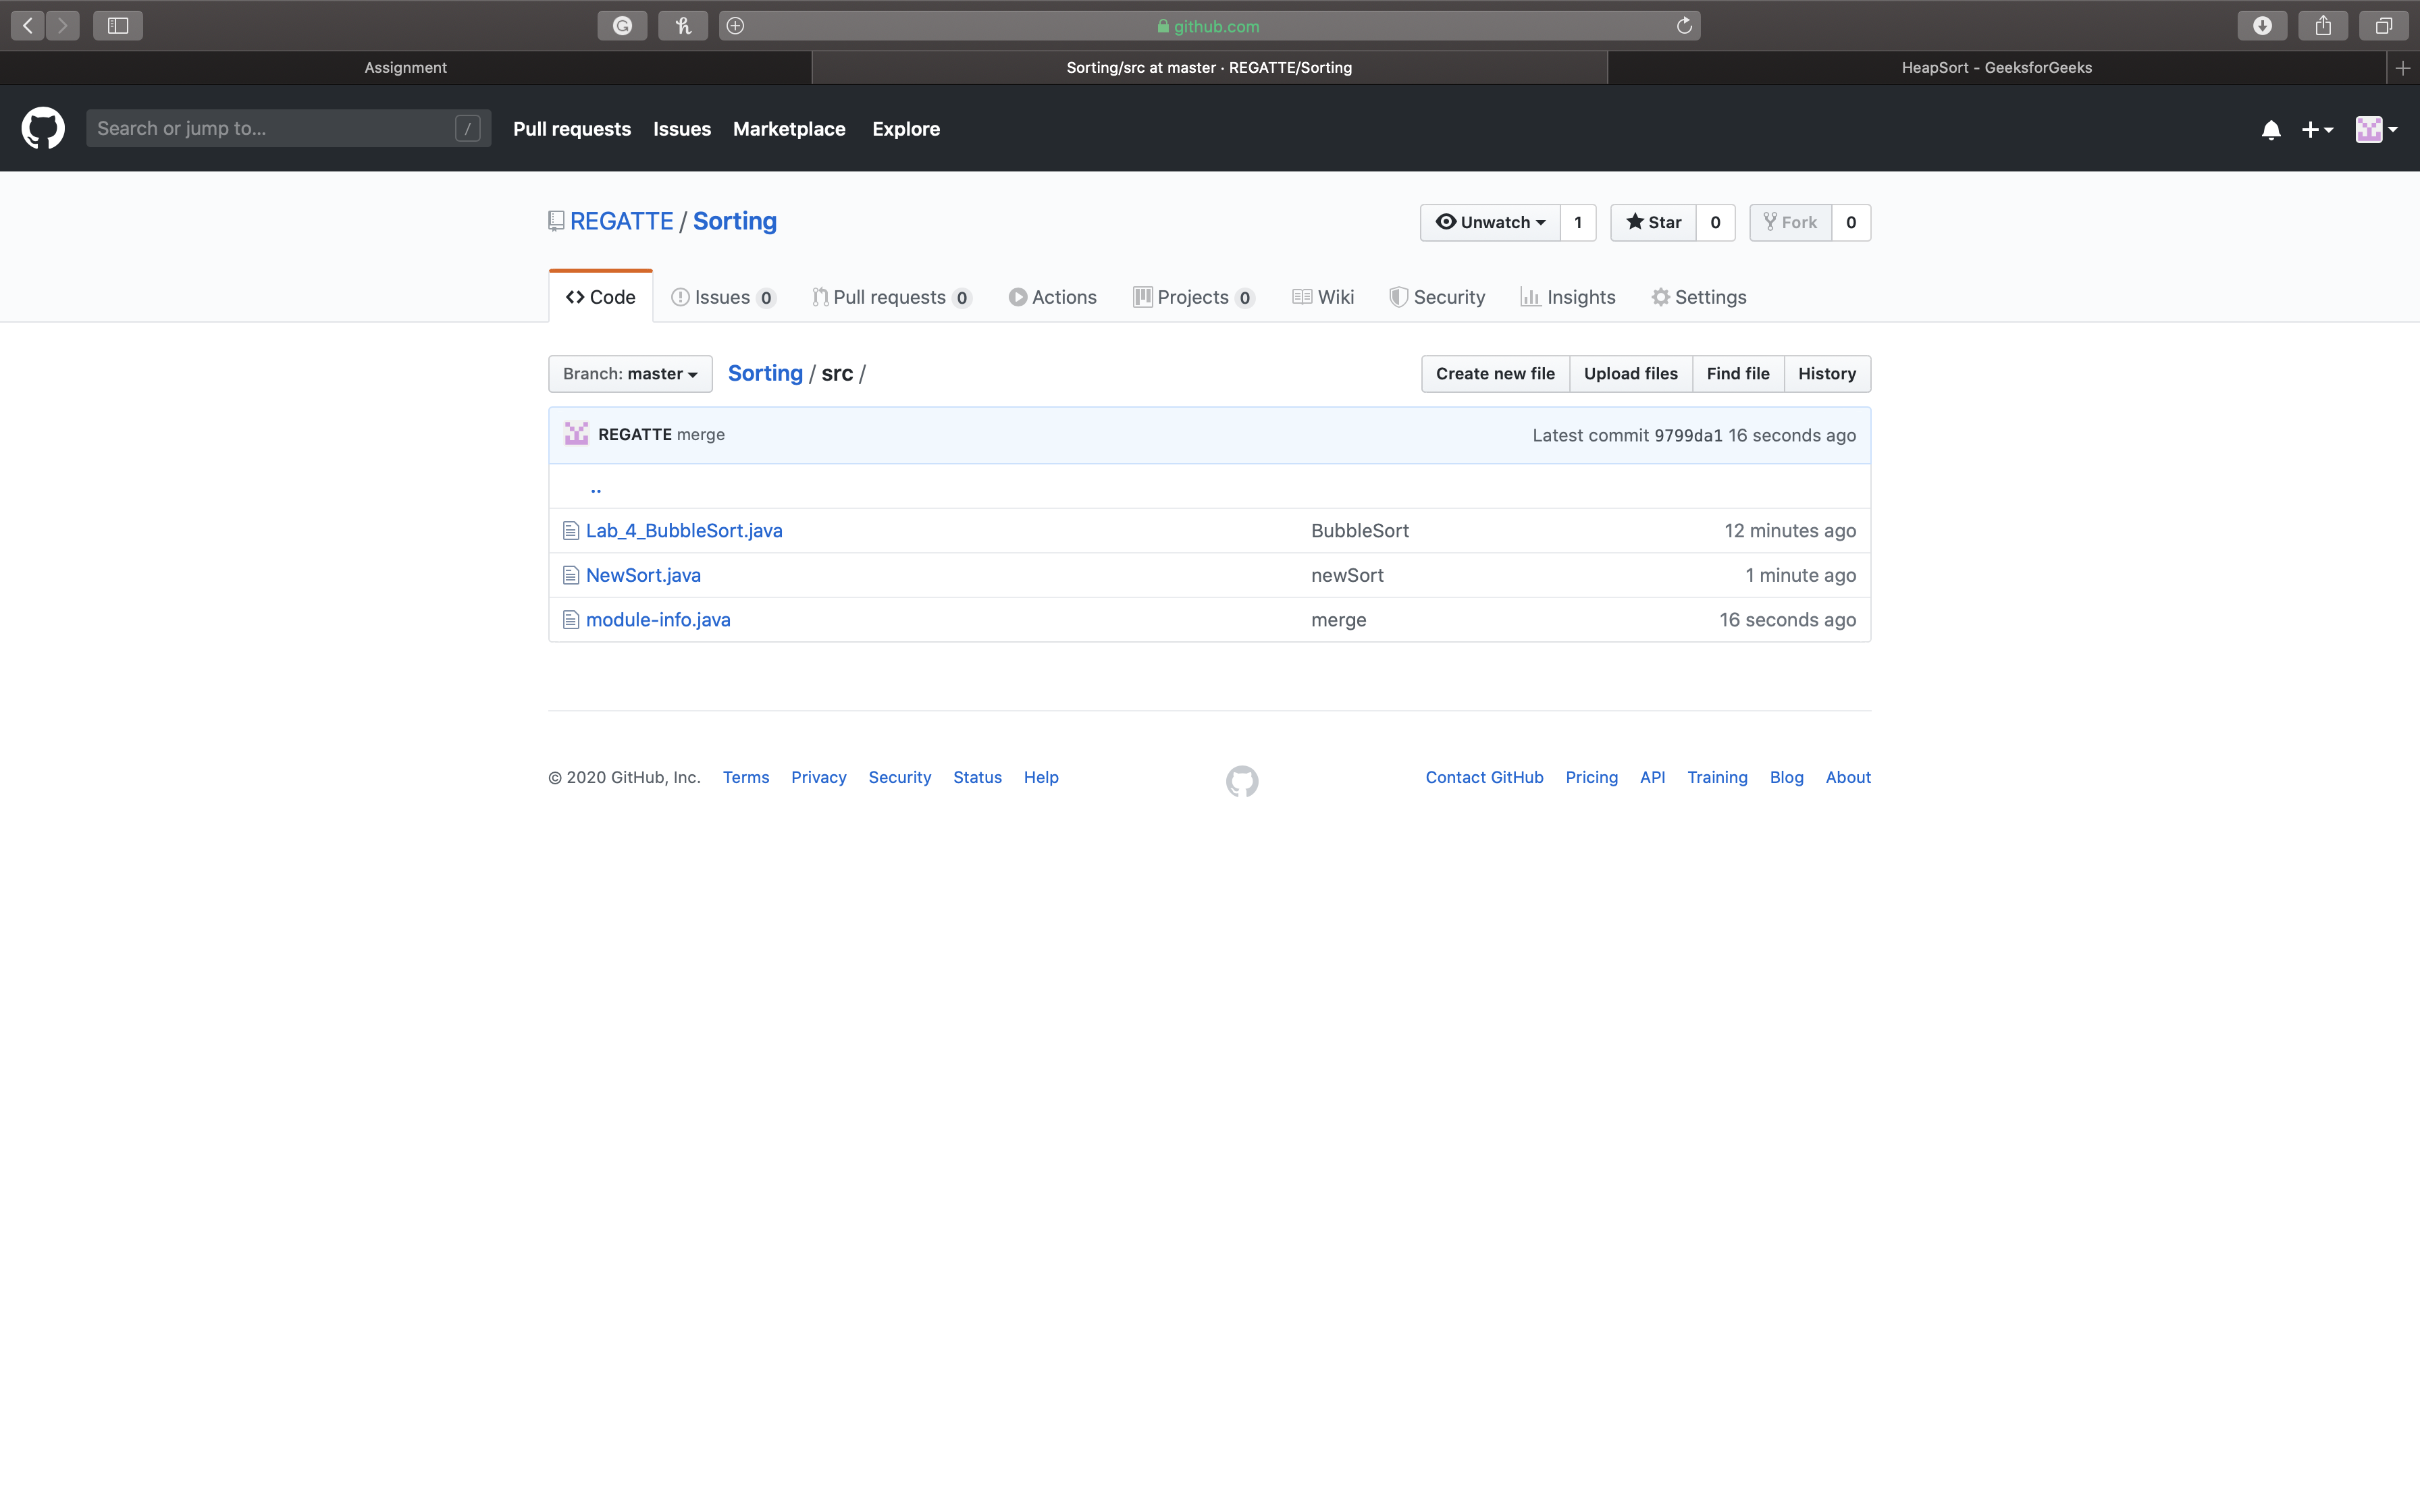 github.com
Assignment
Sorting/src at master · REGATTE/Sorting
HeapSort - GeeksforGeeks
Search or jump to... /
Pull requests Issues Marketplace Explore
REGATTE / Sorting
Unwatch 1 Star 0 Fork 0
Code Issues 0 Pull requests 0 Actions Projects 0 Wiki Security Insights Settings
Branch: master Sorting / src / Create new file Upload files Find file History
REGATTE merge Latest commit 9799da1 16 seconds ago
..
Lab_4_BubbleSort.java BubbleSort 12 minutes ago
NewSort.java newSort 1 minute ago
module-info.java merge 16 seconds ago
© 2020 GitHub, Inc. Terms Privacy Security Status Help Contact GitHub Pricing API Training Blog About